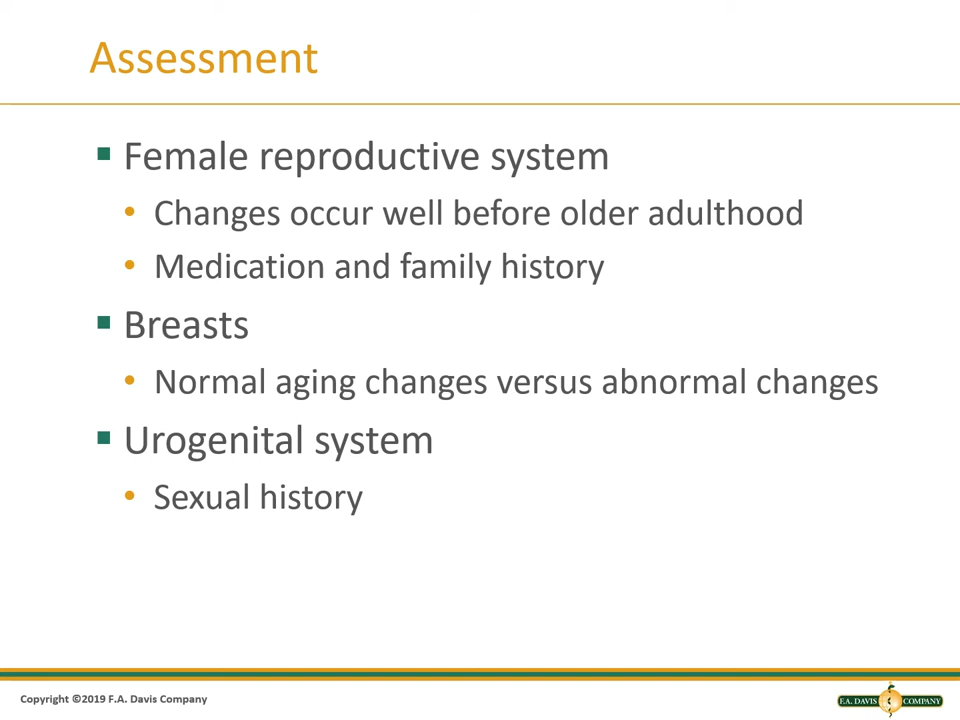 Assessment
Female reproductive system
Changes occur well before older adulthood
Medication and family history
Breasts
Normal aging changes versus abnormal changes
Urogenital system
Sexual history
Copyright ©2019 F.A. Davis Company
F.A. DAVIS COMPANY